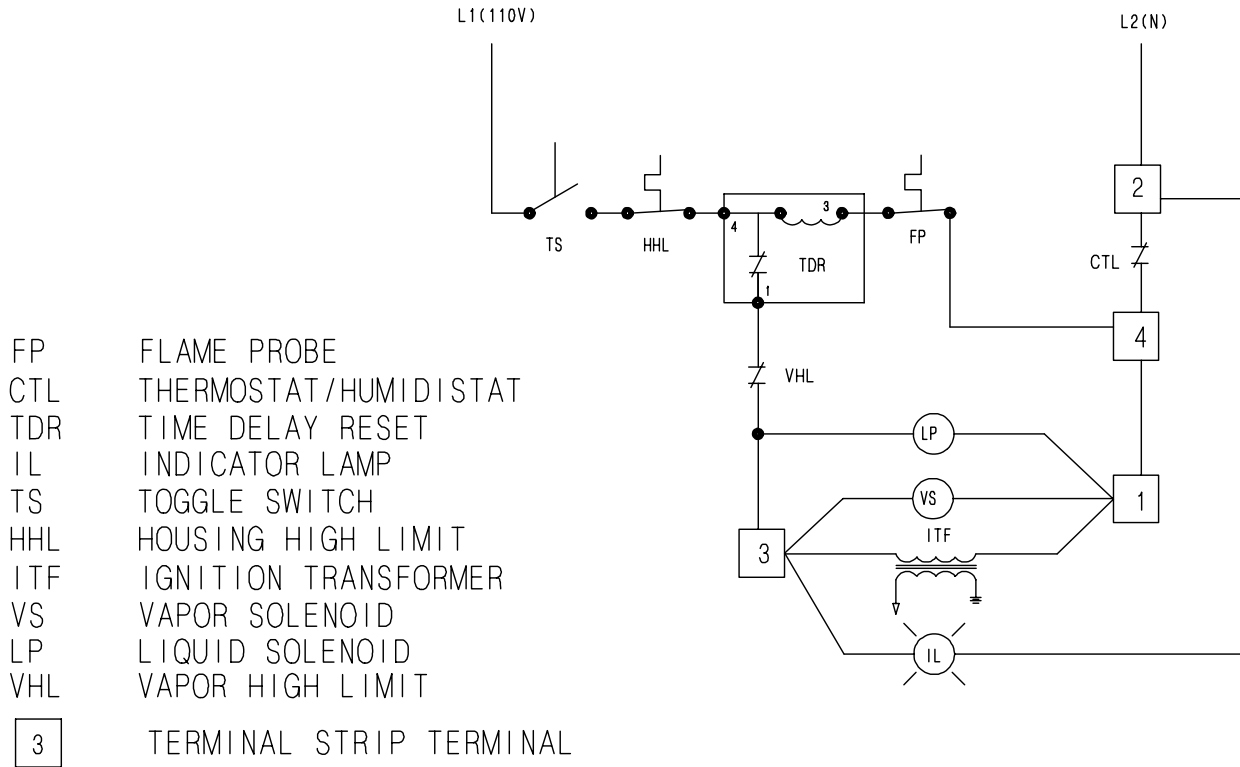 L1(110V)
L2(N)
2
3
4
TS
HHL
FP
TDR
CTL
1
4
VHL
LP
1
VS
ITF
3
IL
FP FLAME PROBE
CTL THERMOSTAT/HUMIDISTAT
TDR TIME DELAY RESET
IL INDICATOR LAMP
TS TOGGLE SWITCH
HHL HOUSING HIGH LIMIT
ITF IGNITION TRANSFORMER
VS VAPOR SOLENOID
LP LIQUID SOLENOID
VHL VAPOR HIGH LIMIT
3 TERMINAL STRIP TERMINAL